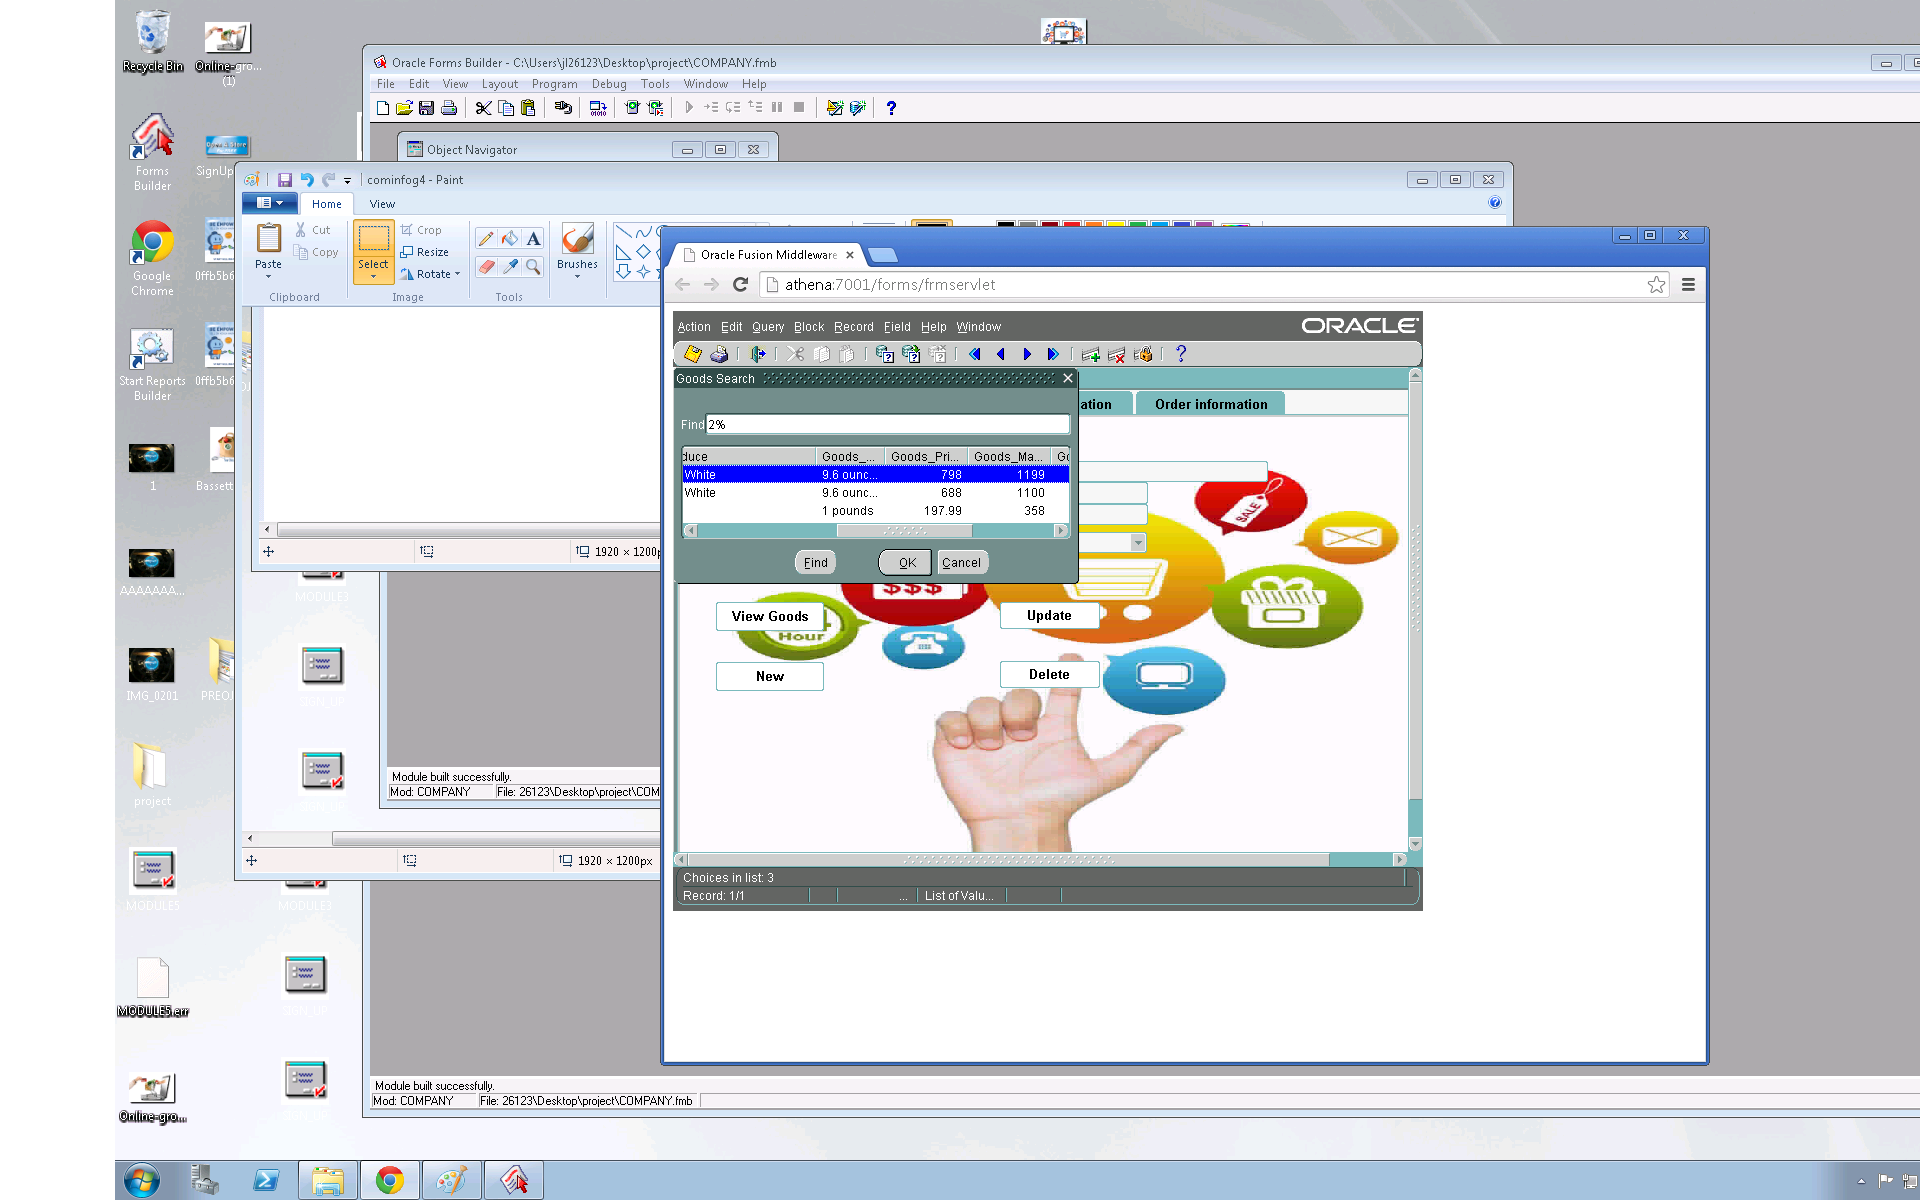 Recycle Bin
Online-gro...
(1)
Oracle Forms Builder - C:\Users\jl26123\Desktop\project\COMPANY.fmb
File Edit View Layout Program Debug Tools Window Help
Object Navigator
Forms
Builder
SignUp
cominfog4 - Paint
Home View
Cut
Copy
Paste
Select
Crop
Resize
Rotate
Brushes
Clipboard Image Tools
Google
Chrome
0ffb5b6
Start Reports
Builder
0ffb5b6
1
Bassett
AAAAAAA...
IMG_0201
PREOJ
project
MODULE5
MODULE5.err
Online-gro...
MODULE3
SIGN_UP
1920 × 1200p
Module built successfully.
Mod: COMPANY File: 26123\Desktop\project\COM
1920 × 1200px
SIGN_UP
Module built successfully.
Mod: COMPANY File: 26123\Desktop\project\COMPANY.fmb
Oracle Fusion Middleware
athena:7001/forms/frmservlet
Action Edit Query Block Record Field Help Window
ORACLE
Goods Search
Find 2%
duce Goods_... Goods_Pri... Goods_Ma... Go
White 9.6 ounc... 798 1199
White 9.6 ounc... 688 1100
1 pounds 197.99 358
Find OK Cancel
ation Order information
SALE
$$$
Hour
View Goods Update
New Delete
Choices in list: 3
Record: 1/1 ... List of Valu...